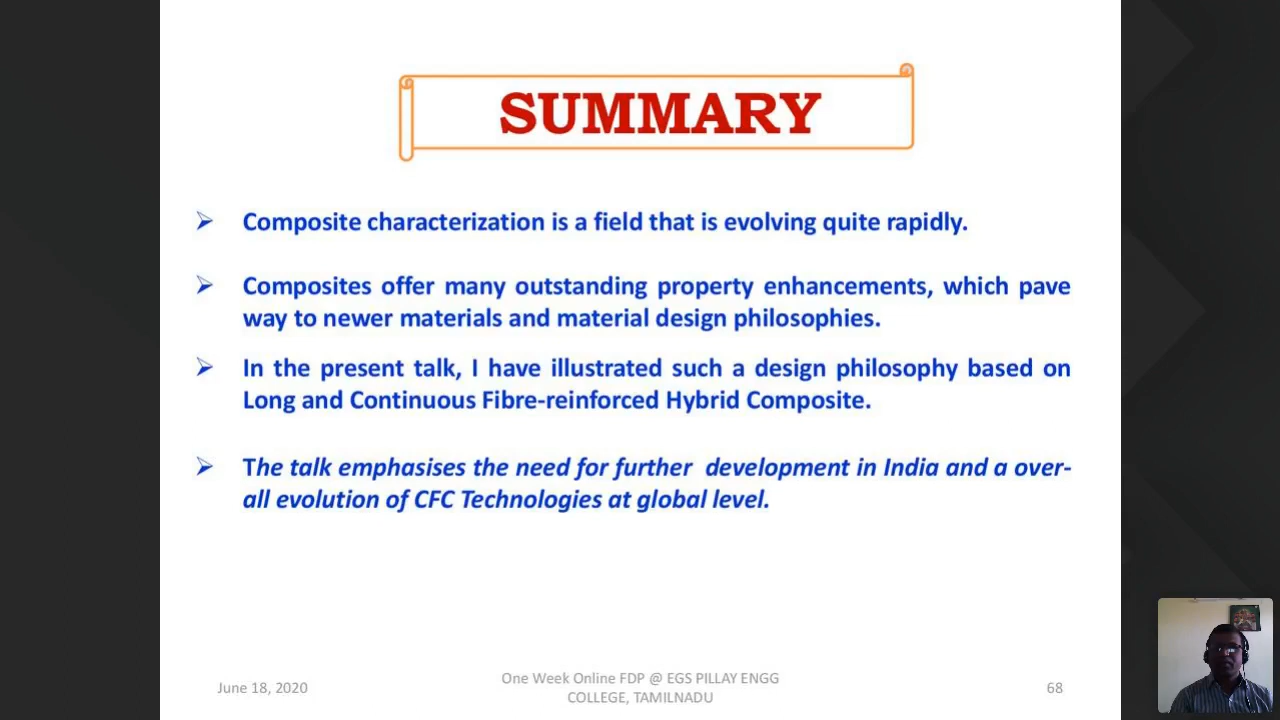 SUMMARY
Composite characterization is a field that is evolving quite rapidly.
Composites offer many outstanding property enhancements, which pave
way to newer materials and material design philosophies.
In the present talk, I have illustrated such a design philosophy based on
Long and Continuous Fibre-reinforced Hybrid Composite.
The talk emphasises the need for further development in India and a over-
all evolution of CFC Technologies at global level.
June 18, 2020
One Week Online FDP @ EGS PILLAY ENGG
COLLEGE, TAMILNADU
68